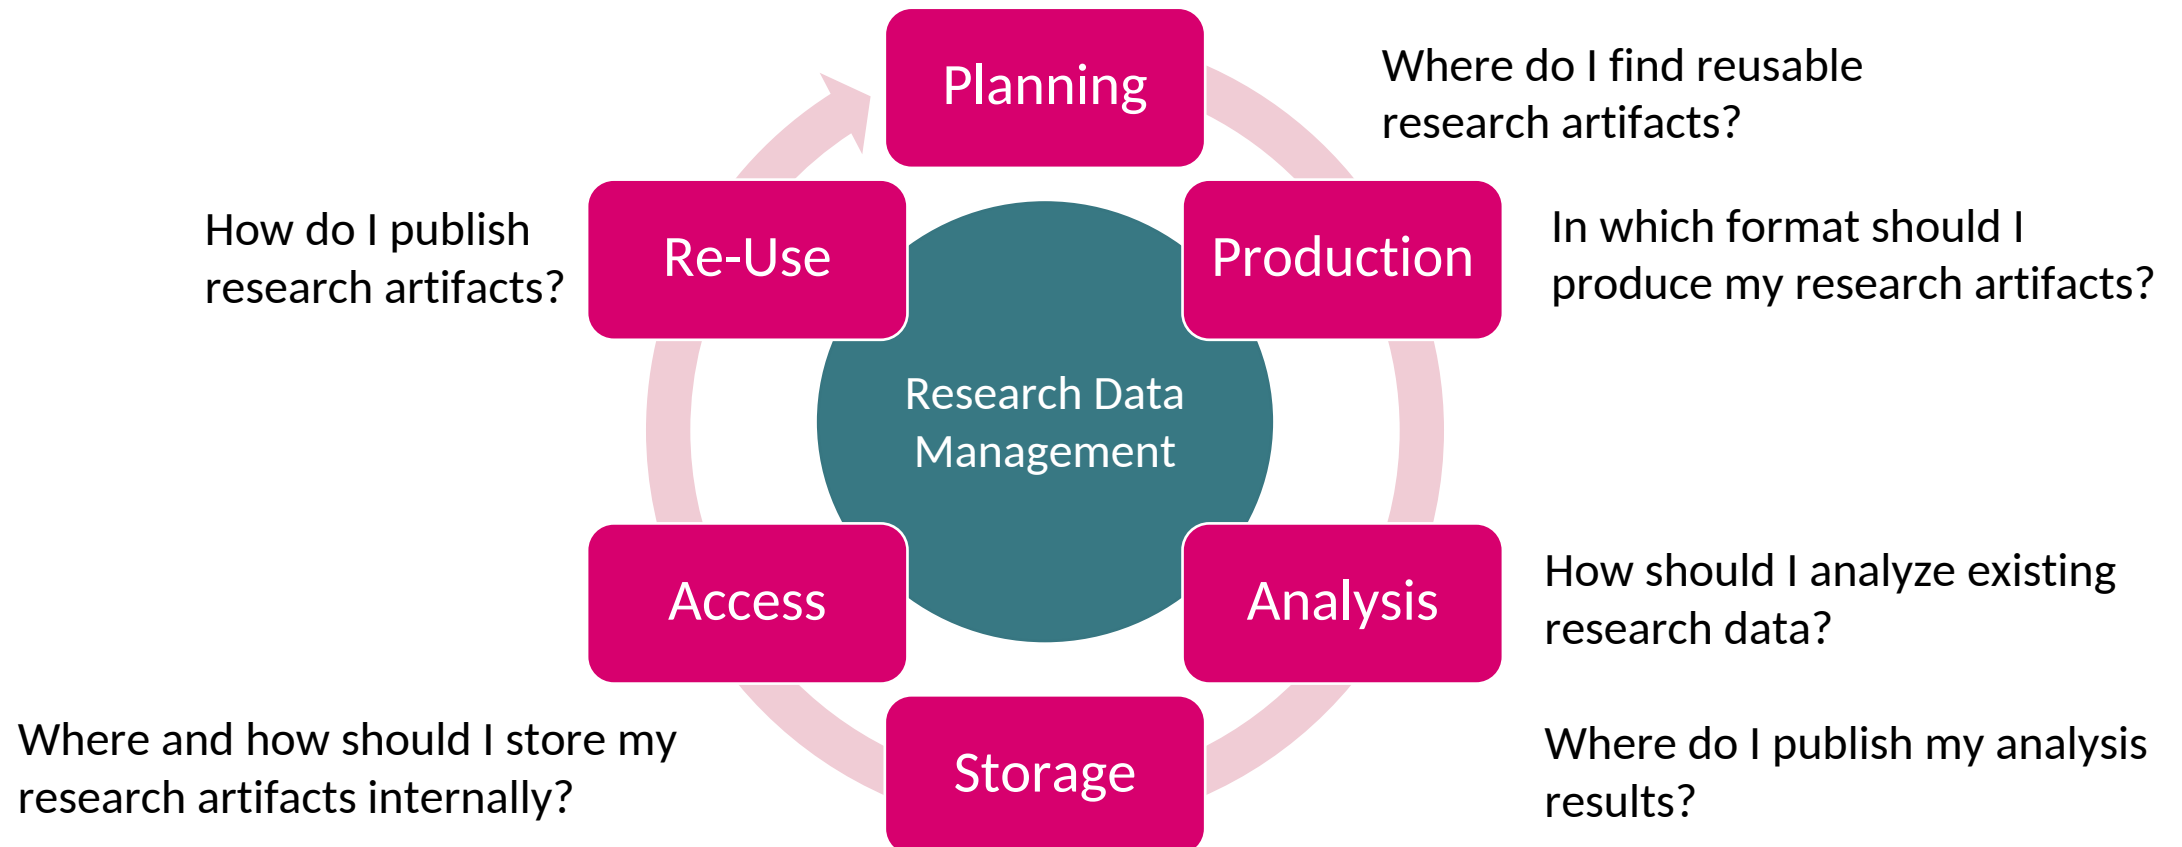 Planning
Where do I find reusable
research artifacts?
Re-Use
Production
How do I publish
research artifacts?
In which format should I
produce my research artifacts?
Research Data
Management
Access
Analysis
How should I analyze existing
research data?
Where and how should I store my
research artifacts internally?
Storage
Where do I publish my analysis
results?